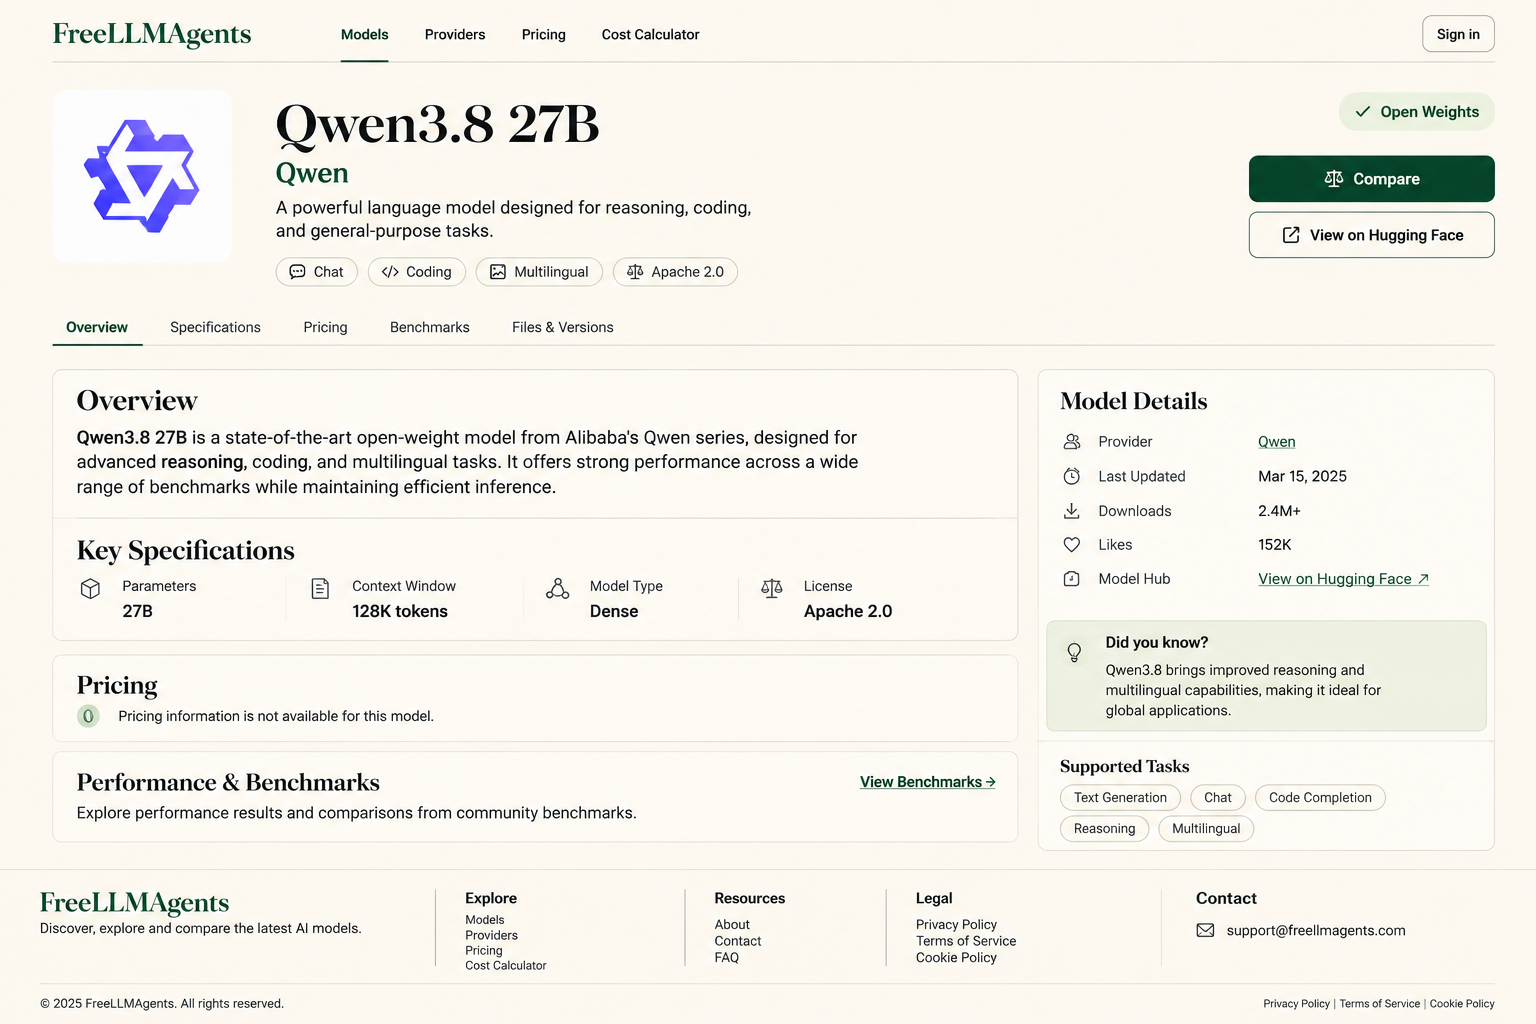 FreeLLMAgents
Models
Providers
Pricing
Cost Calculator
Sign in
Qwen3.8 27B
Qwen
A powerful language model designed for reasoning, coding,
and general-purpose tasks.
Chat
Coding
Multilingual
Apache 2.0
Open Weights
Compare
View on Hugging Face
Overview
Specifications
Pricing
Benchmarks
Files & Versions
Overview
Qwen3.8 27B is a state-of-the-art open-weight model from Alibaba's Qwen series, designed for
advanced reasoning, coding, and multilingual tasks. It offers strong performance across a wide
range of benchmarks while maintaining efficient inference.
Key Specifications
Parameters
27B
Context Window
128K tokens
Model Type
Dense
License
Apache 2.0
Pricing
Pricing information is not available for this model.
Performance & Benchmarks
View Benchmarks →
Explore performance results and comparisons from community benchmarks.
Model Details
Provider
Qwen
Last Updated
Mar 15, 2025
Downloads
2.4M+
Likes
152K
Model Hub
View on Hugging Face ↗
Did you know?
Qwen3.8 brings improved reasoning and
multilingual capabilities, making it ideal for
global applications.
Supported Tasks
Text Generation
Chat
Code Completion
Reasoning
Multilingual
FreeLLMAgents
Discover, explore and compare the latest AI models.
Explore
Models
Providers
Pricing
Cost Calculator
Resources
About
Contact
FAQ
Legal
Privacy Policy
Terms of Service
Cookie Policy
Contact
support@freellmagents.com
© 2025 FreeLLMAgents. All rights reserved.
Privacy Policy | Terms of Service | Cookie Policy